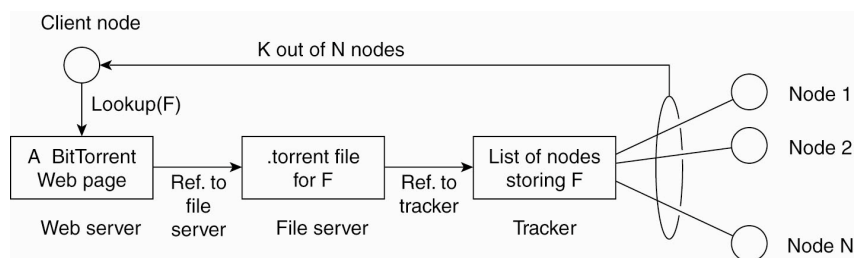 Client node
K out of N nodes
Lookup(F)
Node 1
A BitTorrent
Web page
.torrent file
for F
List of nodes
storing F
Node 2
Ref. to
file
server
Ref. to
tracker
Web server
File server
Tracker
Node N